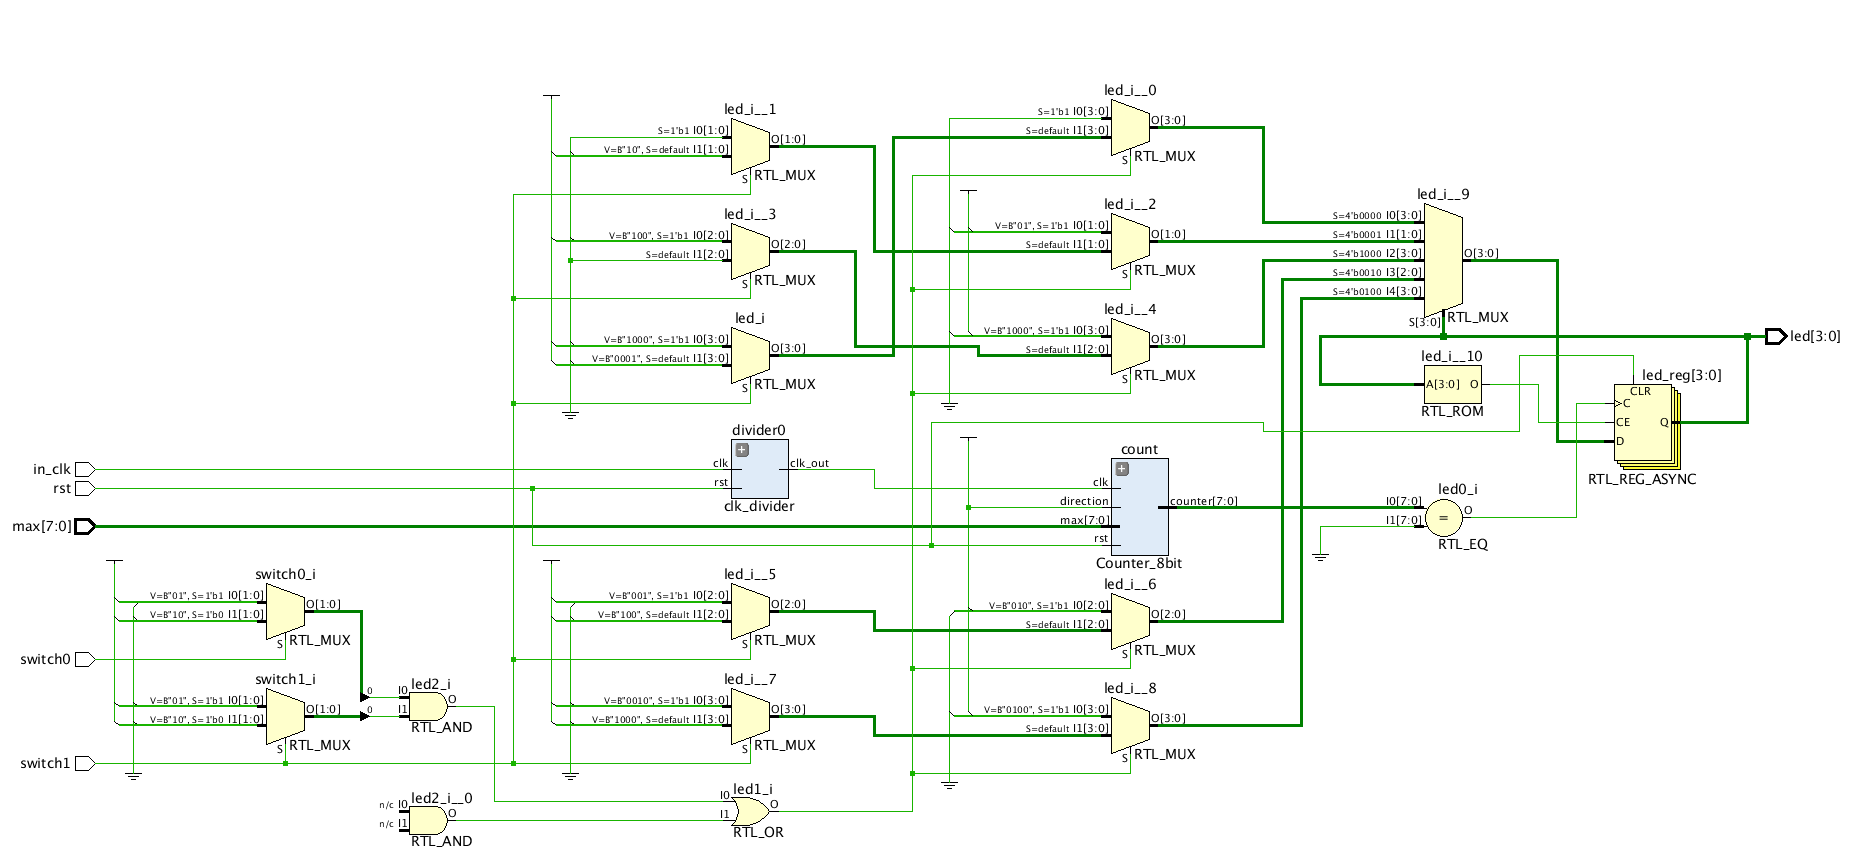 led_i__1
S=1'b1 I0[1:0]
V=B"10", S=default I1[1:0]
O[1:0]
S
RTL_MUX
led_i__0
S=1'b1 I0[3:0]
S=default I1[3:0]
O[3:0]
S
RTL_MUX
led_i__3
V=B"100", S=1'b1 I0[2:0]
S=default I1[2:0]
O[2:0]
S
RTL_MUX
led_i__2
V=B"01", S=1'b1 I0[1:0]
S=default I1[1:0]
O[1:0]
S
RTL_MUX
led_i__9
S=4'b0000 I0[3:0]
S=4'b0001 I1[1:0]
S=4'b1000 I2[3:0]
S=4'b0010 I3[2:0]
S=4'b0100 I4[3:0]
O[3:0]
S[3:0]
RTL_MUX
led_i
V=B"1000", S=1'b1 I0[3:0]
V=B"0001", S=default I1[3:0]
O[3:0]
S
RTL_MUX
led_i__4
V=B"1000", S=1'b1 I0[3:0]
S=default I1[2:0]
O[3:0]
S
RTL_MUX
led[3:0]
led_i__10
A[3:0]
O
RTL_ROM
led_reg[3:0]
CLR
C
CE
D
Q
RTL_REG_ASYNC
in_clk
rst
max[7:0]
divider0
clk
rst
clk_out
clk_divider
count
clk
direction
max[7:0]
rst
counter[7:0]
Counter_8bit
led0_i
I0[7:0]
I1[7:0]
=
O
RTL_EQ
switch0_i
V=B"01", S=1'b1 I0[1:0]
V=B"10", S=1'b0 I1[1:0]
O[1:0]
S
RTL_MUX
switch0
led_i__5
V=B"001", S=1'b1 I0[2:0]
V=B"100", S=default I1[2:0]
O[2:0]
S
RTL_MUX
led_i__6
V=B"010", S=1'b1 I0[2:0]
S=default I1[2:0]
O[2:0]
S
RTL_MUX
switch1_i
V=B"01", S=1'b1 I0[1:0]
V=B"10", S=1'b0 I1[1:0]
O[1:0]
S
RTL_MUX
switch1
0
0
led2_i
I0
I1
O
RTL_AND
led_i__7
V=B"0010", S=1'b1 I0[3:0]
V=B"1000", S=default I1[3:0]
O[3:0]
S
RTL_MUX
led_i__8
V=B"0100", S=1'b1 I0[3:0]
S=default I1[3:0]
O[3:0]
S
RTL_MUX
led2_i__0
n/c I0
n/c I1
O
RTL_AND
led1_i
I0
I1
O
RTL_OR